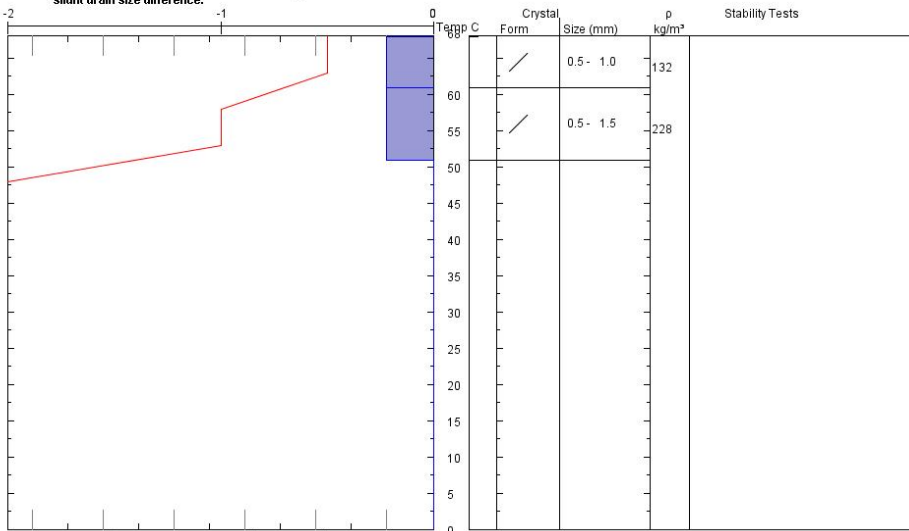 slight grain size difference.
-2 -1 0
Temp C
Crystal ρ Stability Tests
Form Size (mm) kg/m³
68
0.5 - 1.0 132
60
55 0.5 - 1.5 228
50
45
40
35
30
25
20
15
10
5
0